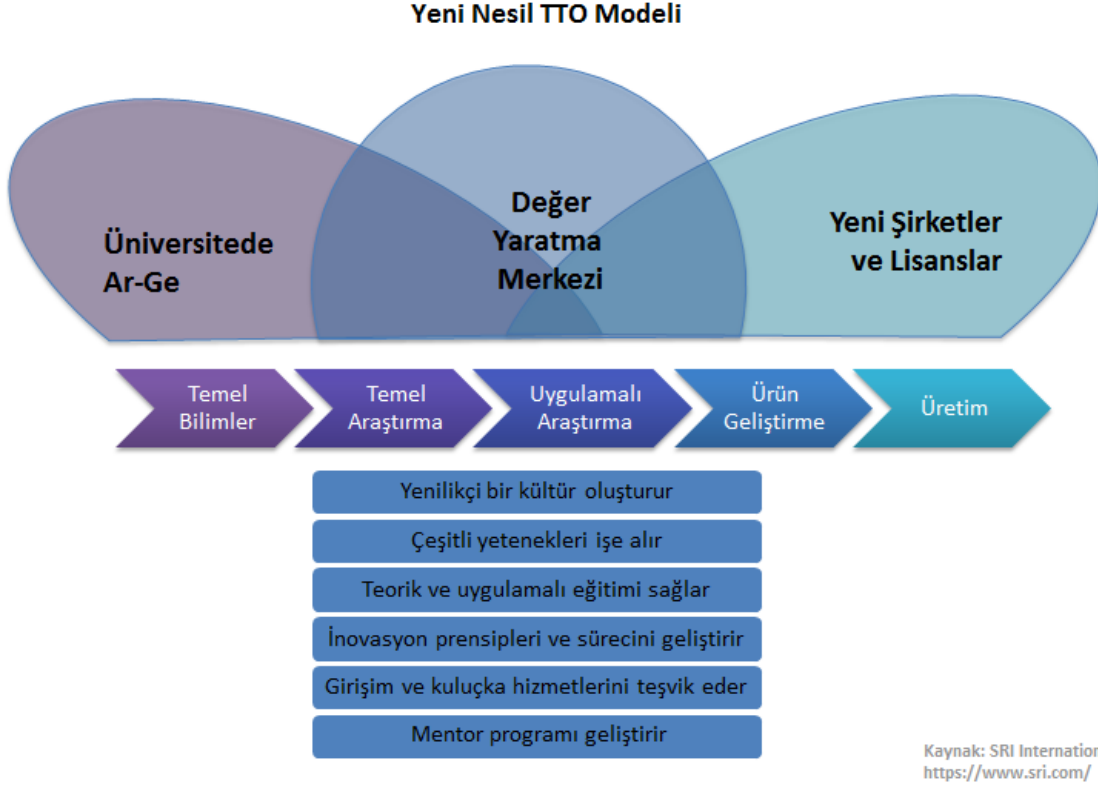 Yeni Nesil TTO Modeli
Üniversitede
Ar-Ge
Değer
Yaratma
Merkezi
Yeni Şirketler
ve Lisanslar
Temel
Bilimler
Temel
Araştırma
Uygulamalı
Araştırma
Ürün
Geliştirme
Üretim
Yenilikçi bir kültür oluşturur
Çeşitli yetenekleri işe alır
Teorik ve uygulamalı eğitimi sağlar
İnovasyon prensipleri ve sürecini geliştirir
Girişim ve kuluçka hizmetlerini teşvik eder
Mentor programı geliştirir
Kaynak: SRI Internation
https://www.sri.com/